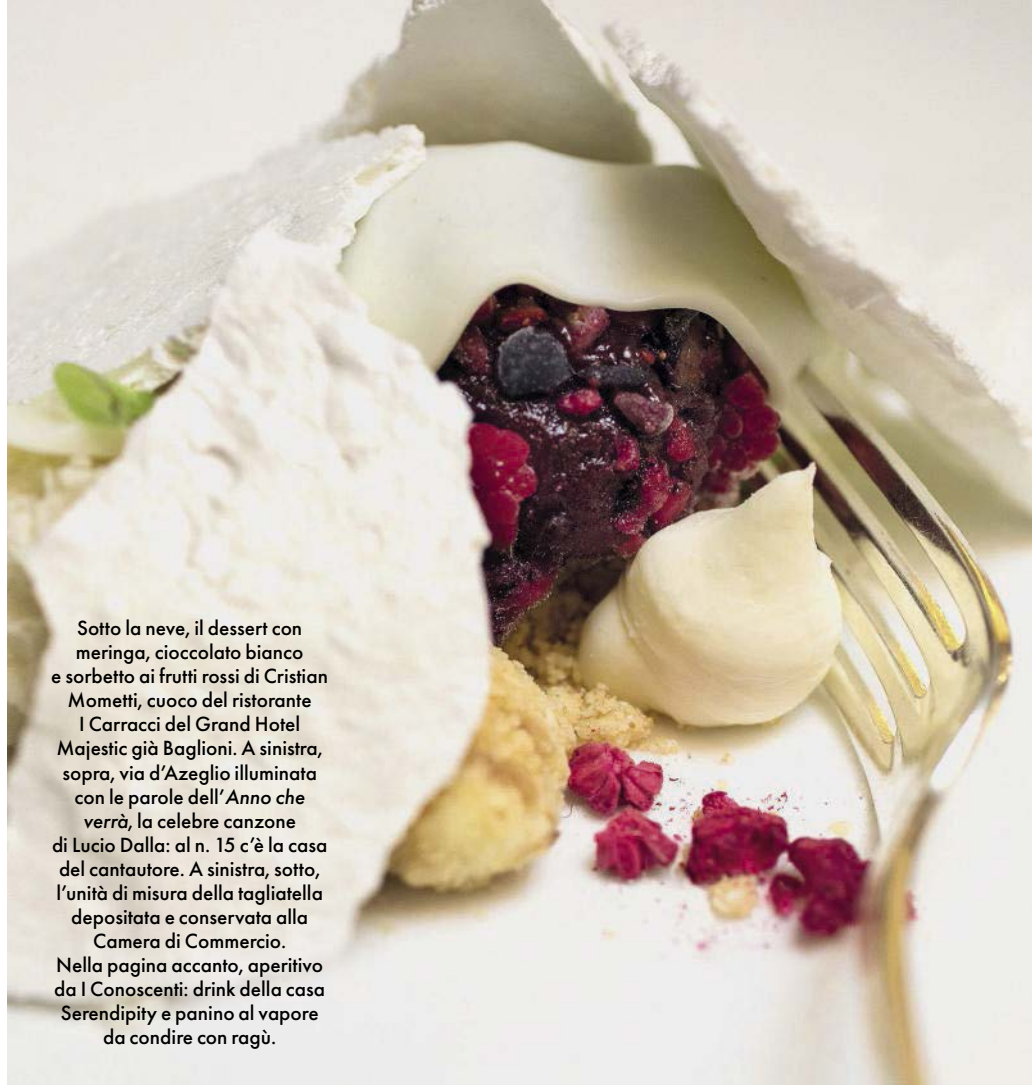 Sotto la neve, il dessert con
meringa, cioccolato bianco
e sorbetto ai frutti rossi di Cristian
Mometti, cuoco del ristorante
I Carracci del Grand Hotel
Majestic già Baglioni. A sinistra,
sopra, via d’Azeglio illuminata
con le parole dell’Anno che
verrà, la celebre canzone
di Lucio Dalla: al n. 15 c’è la casa
del cantautore. A sinistra, sotto,
l’unità di misura della tagliatella
depositata e conservata alla
Camera di Commercio.
Nella pagina accanto, aperitivo
da I Conoscenti: drink della casa
Serendipity e panino al vapore
da condire con ragù.